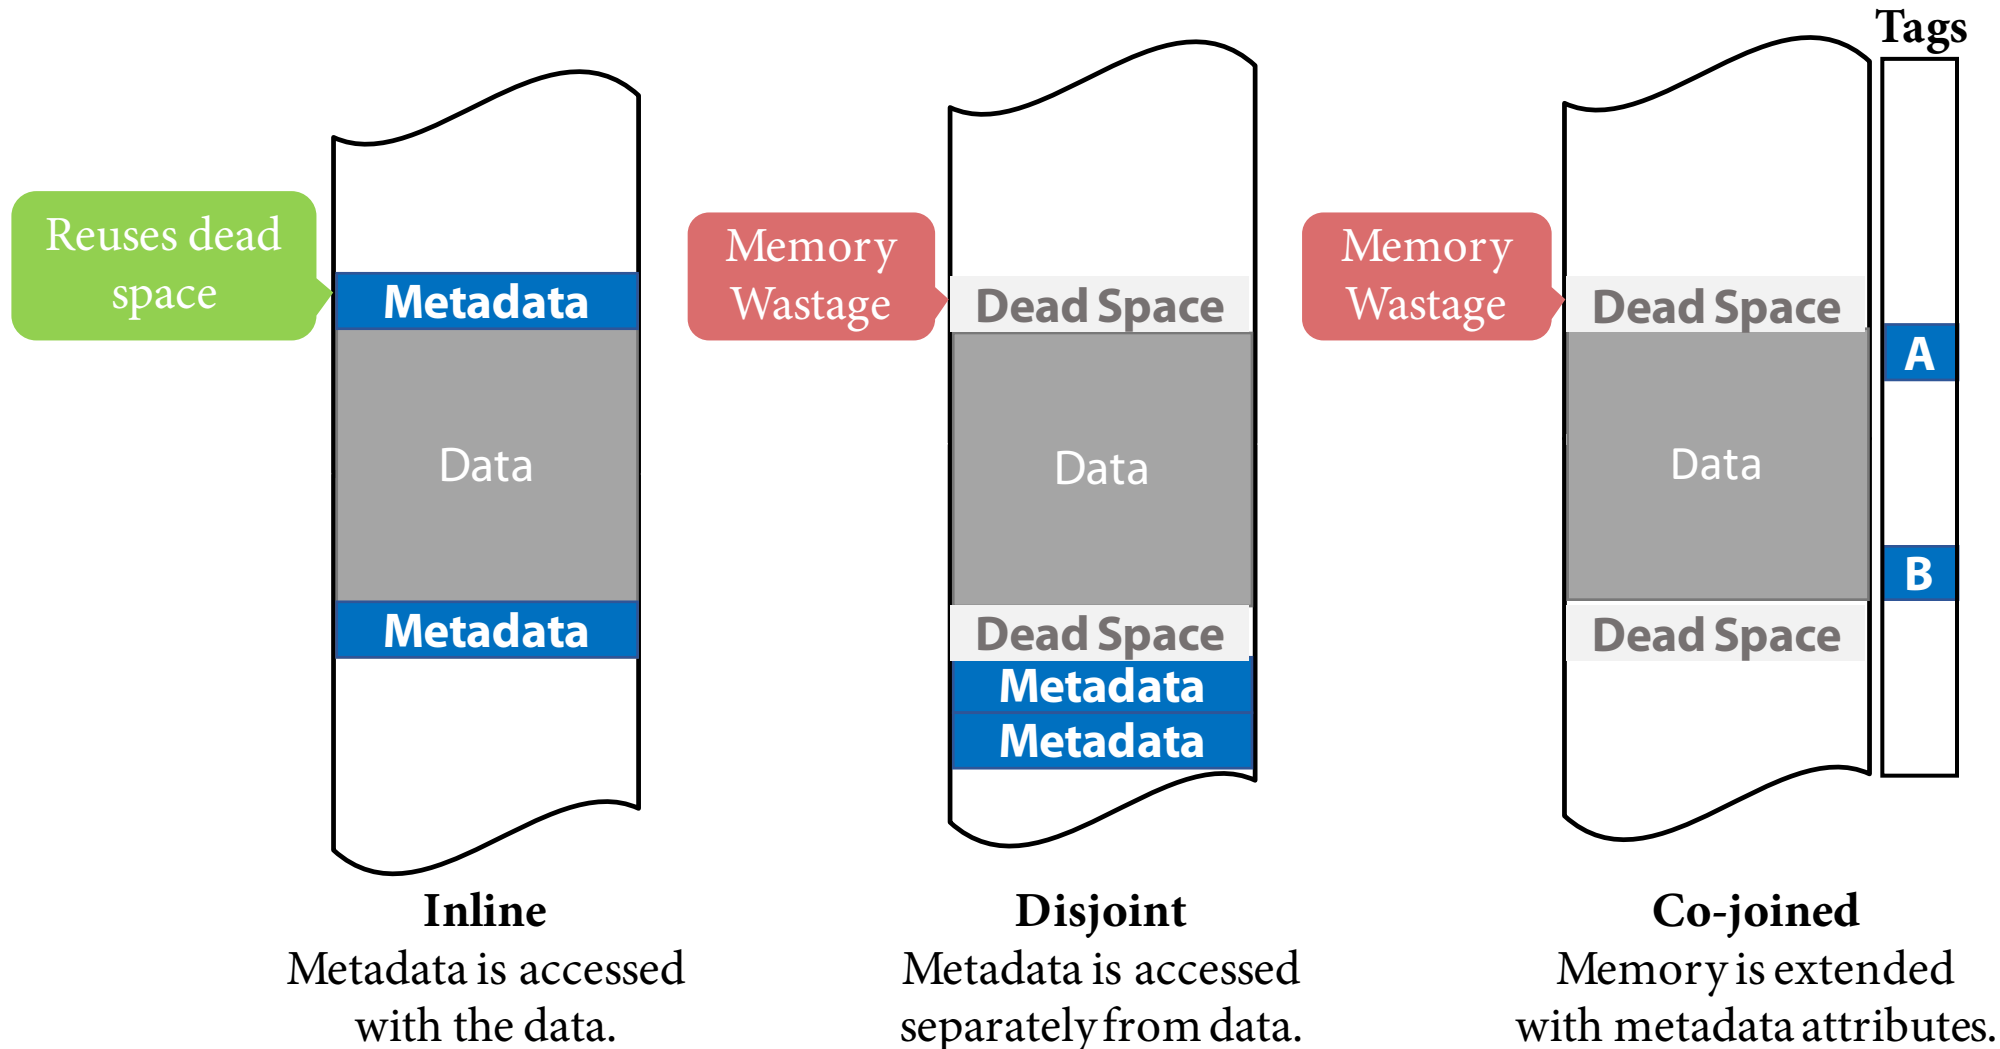 Tags
Reuses dead
space
Metadata
Data
Metadata
Memory
Wastage
Dead Space
Data
Dead Space
Metadata
Metadata
Memory
Wastage
Dead Space
Data
Dead Space
A
B
Inline
Metadata is accessed
with the data.
Disjoint
Metadata is accessed
separately from data.
Co-joined
Memory is extended
with metadata attributes.